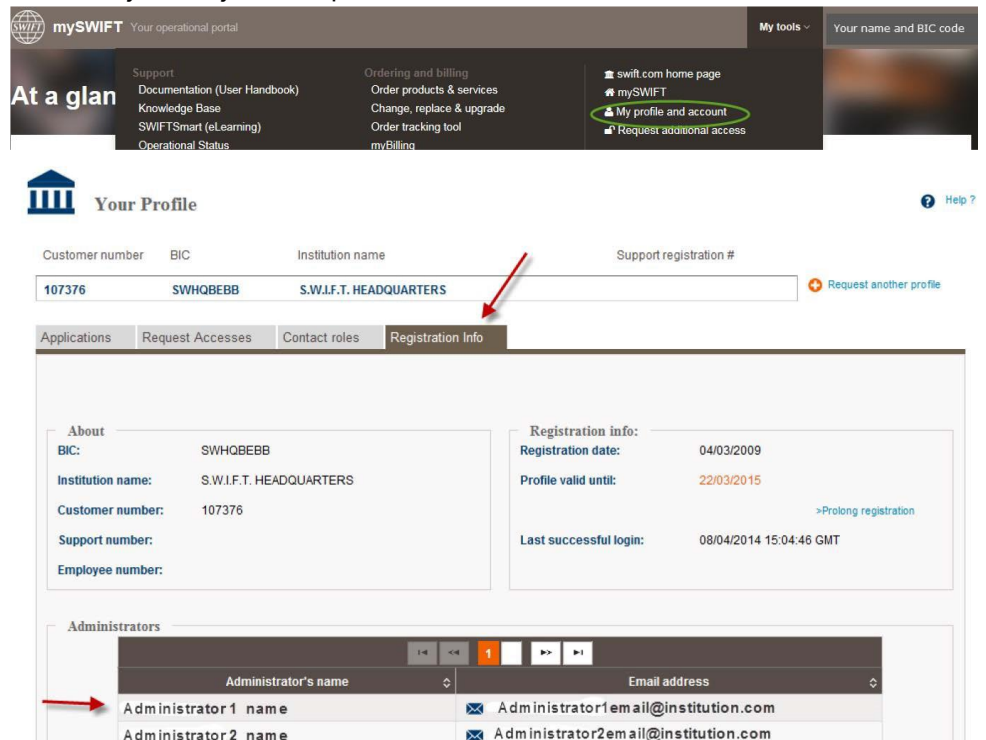 SWIFT mySWIFT Your operational portal My tools Your name and BIC code
At a glan
Support Ordering and billing swift.com home page
Documentation (User Handbook) Order products & services mySWIFT
Knowledge Base Change, replace & upgrade My profile and account
SWIFTSmart (eLearning) Order tracking tool Request additional access
Operational Status myBilling
Your Profile Help ?
Customer number BIC Institution name Support registration #
107376 SWHQBEBB S.W.I.F.T. HEADQUARTERS Request another profile
Applications Request Accesses Contact roles Registration Info
About Registration info:
BIC: SWHQBEBB Registration date: 04/03/2009
Institution name: S.W.I.F.T. HEADQUARTERS Profile valid until: 22/03/2015
Customer number: 107376 >Prolong registration
Support number: Last successful login: 08/04/2014 15:04:46 GMT
Employee number:
Administrators
1
Administrator's name Email address
Administrator1 name Administrator1email@institution.com
Administrator2 name Administrator2email@institution.com